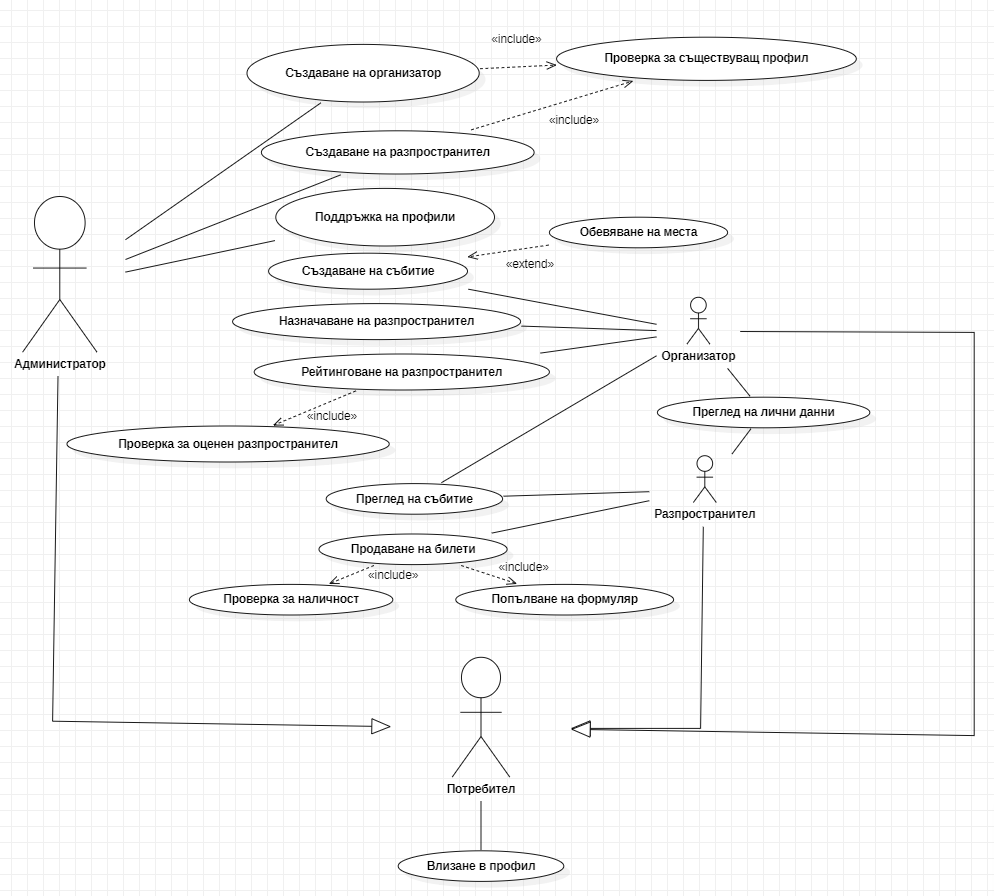 «include»
Създаване на организатор
Проверка за съществуващ профил
«include»
Създаване на разпространител
Поддръжка на профили
Обевяване на места
«extend»
Създаване на събитие
Назначаване на разпространител
Организатор
Администратор
Рейтинговане на разпространител
Преглед на лични данни
«include»
Проверка за оценен разпространител
Преглед на събитие
Разпространител
Продаване на билети
«include»
«include»
Проверка за наличност
Попълване на формуляр
Потребител
Влизане в профил